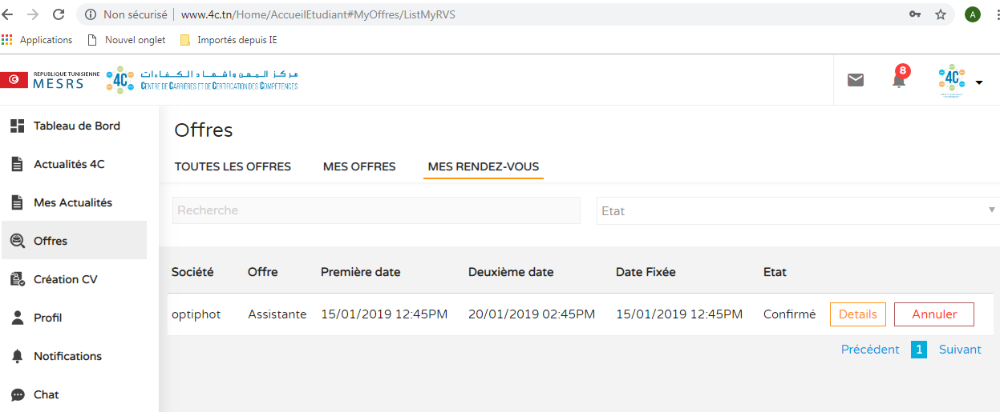 Non sécurisé | www.4c.tn/Home/AccueilEtudiant#MyOffres/ListMyRVS
A
Applications Nouvel onglet Importés depuis IE
REPUBLIQUE TUNISIENNE
MESRS
4C
مركز المهن واشهاد الكفاءات
CENTRE DE CARRIÈRES ET DE CERTIFICATION DES COMPÉTENCES
8
4C
Tableau de Bord
Actualités 4C
Mes Actualités
Offres
Création CV
Profil
Notifications
Chat
Offres
TOUTES LES OFFRES MES OFFRES MES RENDEZ-VOUS
Recherche Etat
Société Offre Première date Deuxième date Date Fixée Etat
optiphot Assistante 15/01/2019 12:45PM 20/01/2019 02:45PM 15/01/2019 12:45PM Confirmé Details Annuler
Précédent 1 Suivant